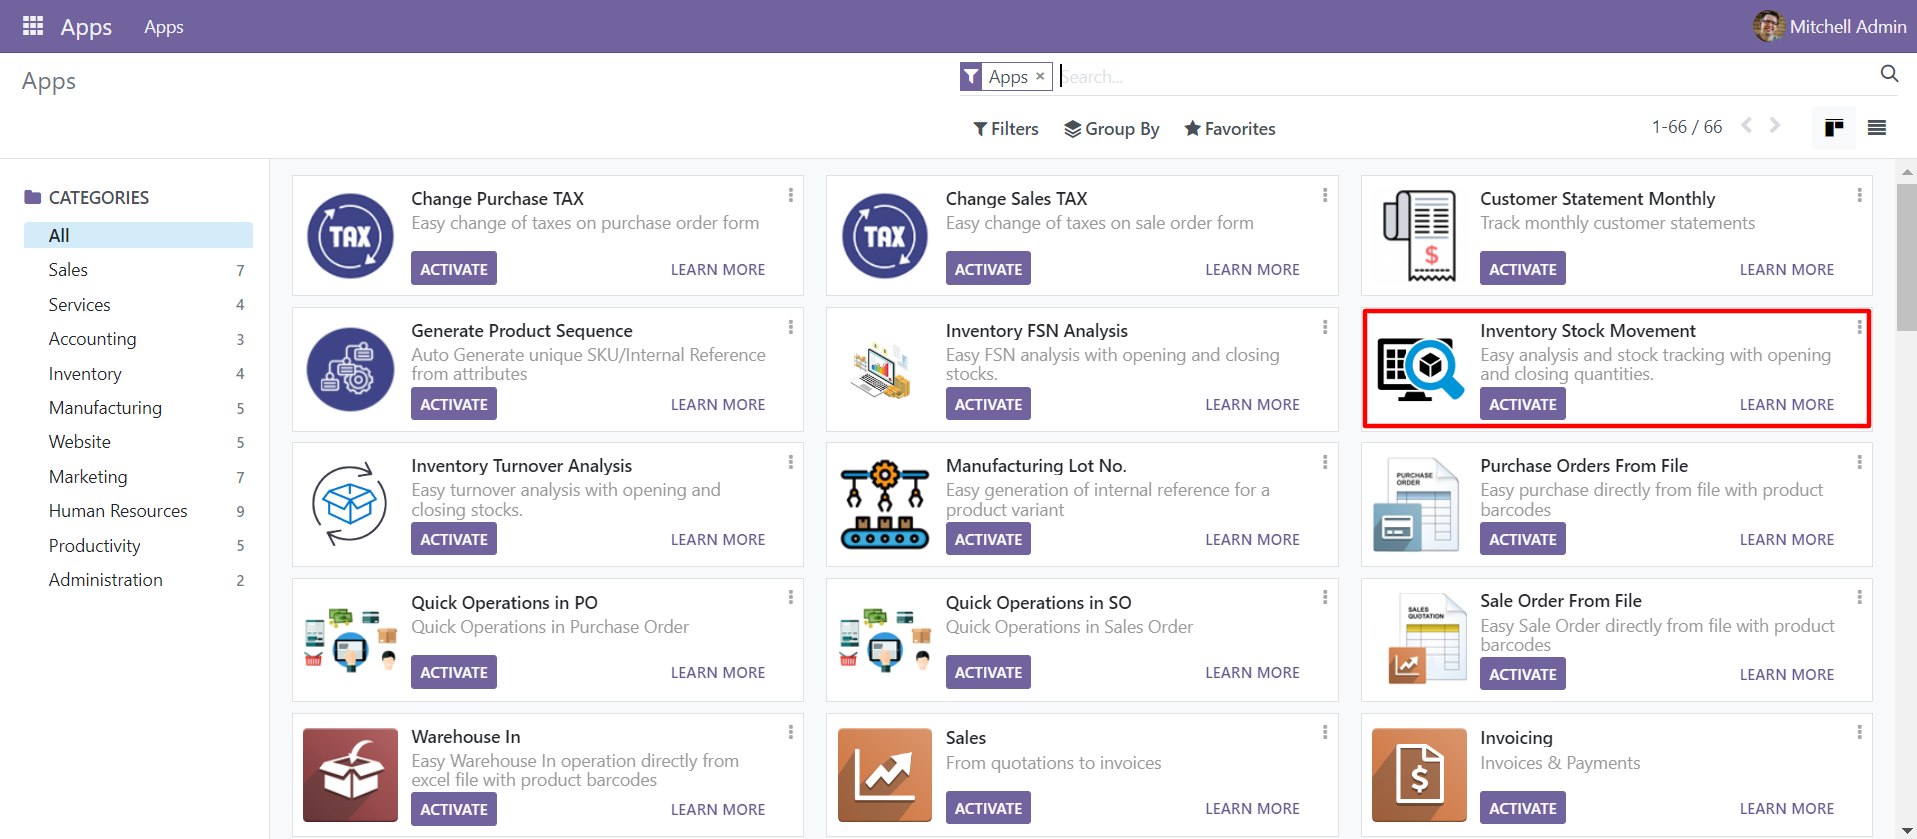 Apps Apps Mitchell Admin
Apps
Apps × Search...
Filters Group By Favorites
1-66 / 66
CATEGORIES
All
Sales 7
Services 4
Accounting 3
Inventory 4
Manufacturing 5
Website 5
Marketing 7
Human Resources 9
Productivity 5
Administration 2
TAX
Change Purchase TAX
Easy change of taxes on purchase order form
ACTIVATE LEARN MORE
TAX
Change Sales TAX
Easy change of taxes on sale order form
ACTIVATE LEARN MORE
$
Customer Statement Monthly
Track monthly customer statements
ACTIVATE LEARN MORE
Generate Product Sequence
Auto Generate unique SKU/Internal Reference
from attributes
ACTIVATE LEARN MORE
Inventory FSN Analysis
Easy FSN analysis with opening and closing
stocks.
ACTIVATE LEARN MORE
Inventory Stock Movement
Easy analysis and stock tracking with opening
and closing quantities.
ACTIVATE LEARN MORE
Inventory Turnover Analysis
Easy turnover analysis with opening and
closing stocks.
ACTIVATE LEARN MORE
Manufacturing Lot No.
Easy generation of internal reference for a
product variant
ACTIVATE LEARN MORE
PURCHASE
ORDER
Purchase Orders From File
Easy purchase directly from file with product
barcodes
ACTIVATE LEARN MORE
Quick Operations in PO
Quick Operations in Purchase Order
ACTIVATE LEARN MORE
Quick Operations in SO
Quick Operations in Sales Order
ACTIVATE LEARN MORE
SALES
QUOTATION
Sale Order From File
Easy Sale Order directly from file with product
barcodes
ACTIVATE LEARN MORE
Warehouse In
Easy Warehouse In operation directly from
excel file with product barcodes
ACTIVATE LEARN MORE
Sales
From quotations to invoices
ACTIVATE LEARN MORE
$
Invoicing
Invoices & Payments
ACTIVATE LEARN MORE